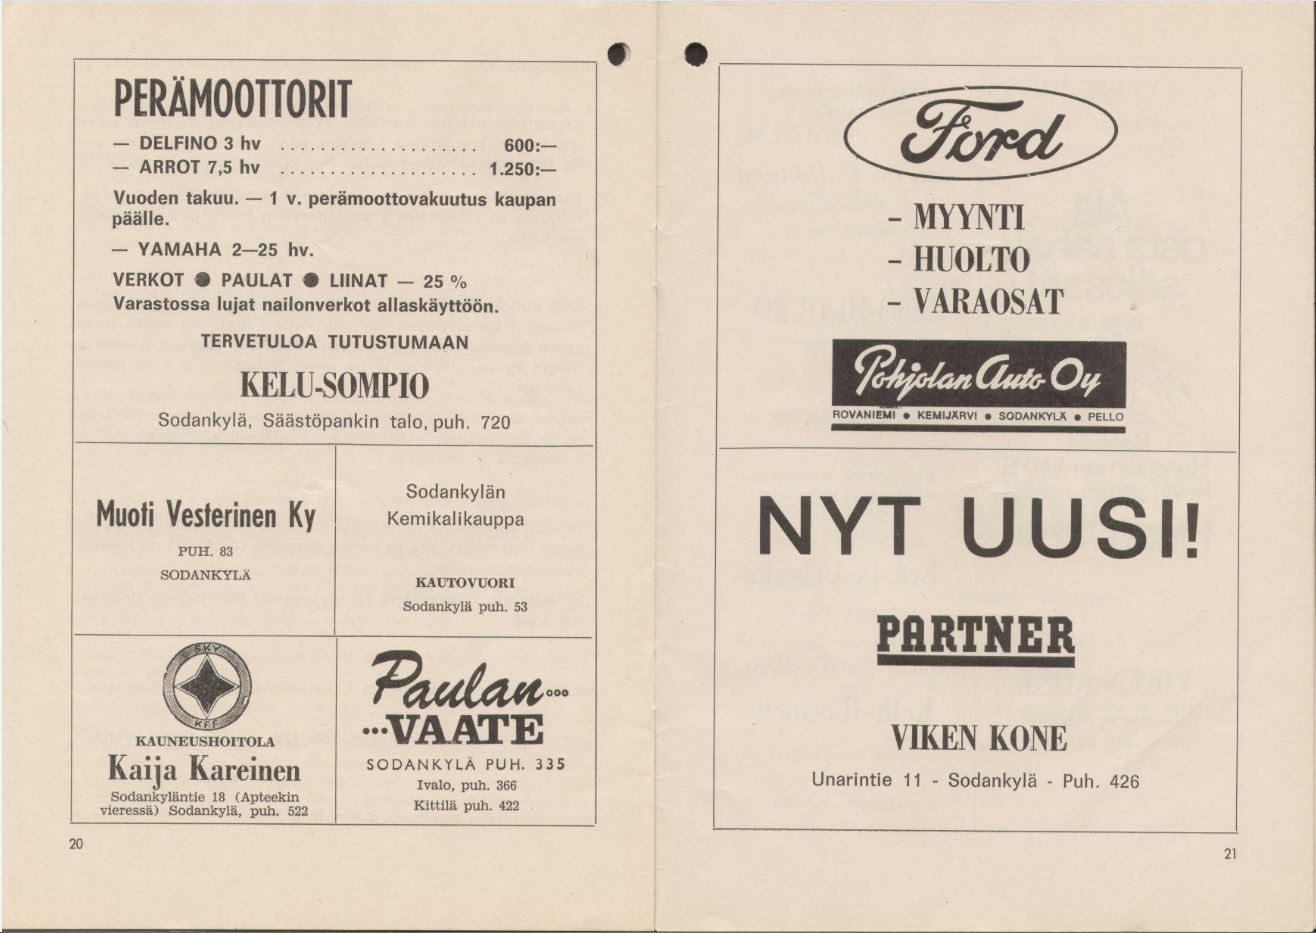 PERÄMOOTTORIT
— DELFINO 3 hv .................... 600:—
— ARROT 7,5 hv .................... 1.250:—
Vuoden takuu. — 1 v. perämoottovakuutus kaupan
päälle.
— YAMAHA 2—25 hv.
VERKOT ● PAULAT ● LIINAT — 25 %
Varastossa lujat nailonverkot allaskäyttöön.
TERVETULOA TUTUSTUMAAN
KELU-SOMPIO
Sodankylä, Säästöpankin talo, puh. 720
Muoti Vesterinen Ky
PUH. 83
SODANKYLÄ
Sodankylän
Kemikalikauppa
KAUTOVUORI
Sodankylä puh. 53
SKY
KFF
KAUNEUSHOITOLA
Kaija Kareinen
Sodankyläntie 18 (Apteekin
vieressä) Sodankylä, puh. 522
Paulan...
...VAATE
SODANKYLÄ PUH. 335
Ivalo, puh. 366
Kittilä puh. 422
20
Ford
- MYYNTI
- HUOLTO
- VARAOSAT
Pohjolan Auto Oy
ROVANIEMI ● KEMIJÄRVI ● SODANKYLÄ ● PELLO
NYT UUSI!
PARTNER
VIKEN KONE
Unarintie 11 - Sodankylä - Puh. 426
21